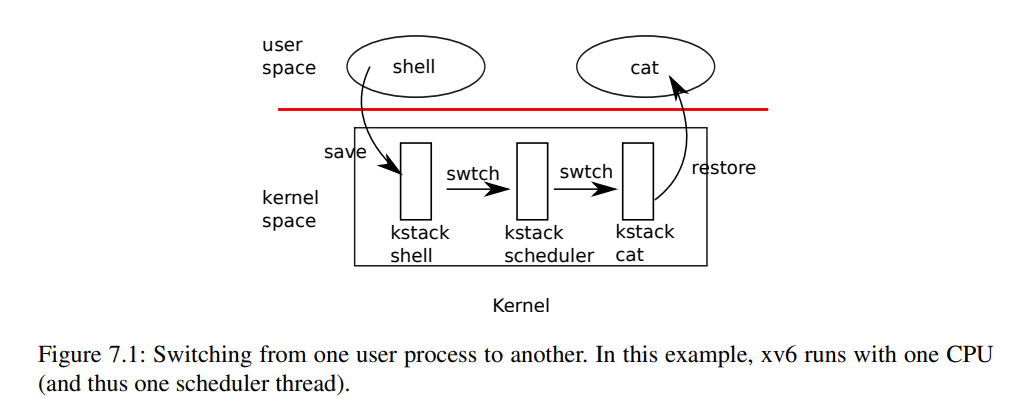 user
space
shell
cat
save
swtch
swtch
restore
kernel
space
kstack
shell
kstack
scheduler
kstack
cat
Kernel
Figure 7.1: Switching from one user process to another. In this example, xv6 runs with one CPU
(and thus one scheduler thread).